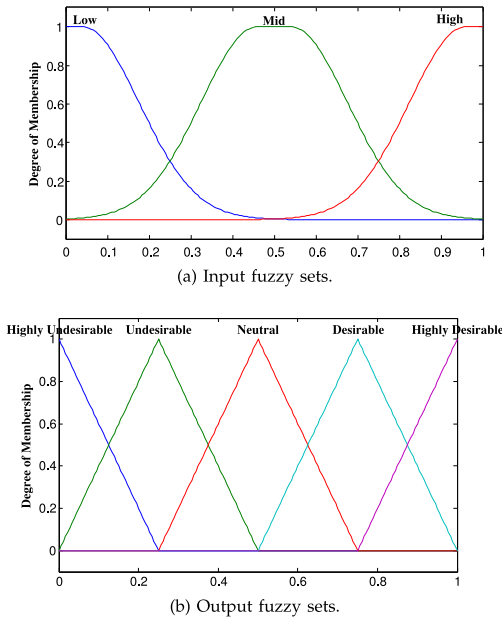 Low Mid High
1
0.8
0.6
0.4
0.2
0
Degree of Membership
0 0.1 0.2 0.3 0.4 0.5 0.6 0.7 0.8 0.9 1
(a) Input fuzzy sets.
Highly Undesirable Undesirable Neutral Desirable Highly Desirable
1
0.8
0.6
0.4
0.2
0
Degree of Membership
0 0.2 0.4 0.6 0.8 1
(b) Output fuzzy sets.